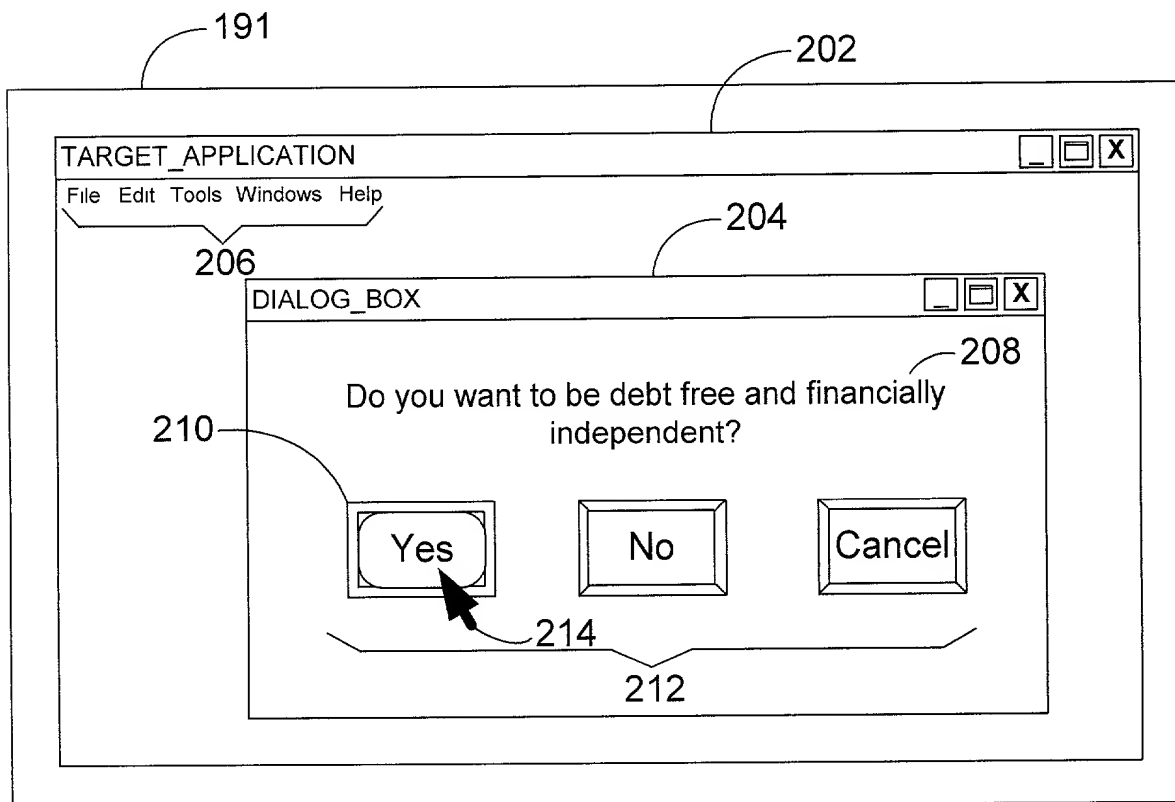 191
202
TARGET_APPLICATION _ X
File Edit Tools Windows Help
206
204
DIALOG_BOX _ X
208
Do you want to be debt free and financially
independent?
210
Yes No Cancel
214
212